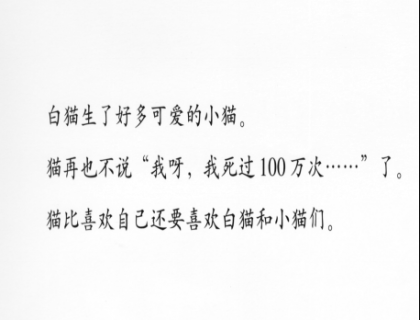 白猫生了好多可爱的小猫。
猫再也不说“我呀，我死过100万次……”了。
猫比喜欢自己还要喜欢白猫和小猫们。